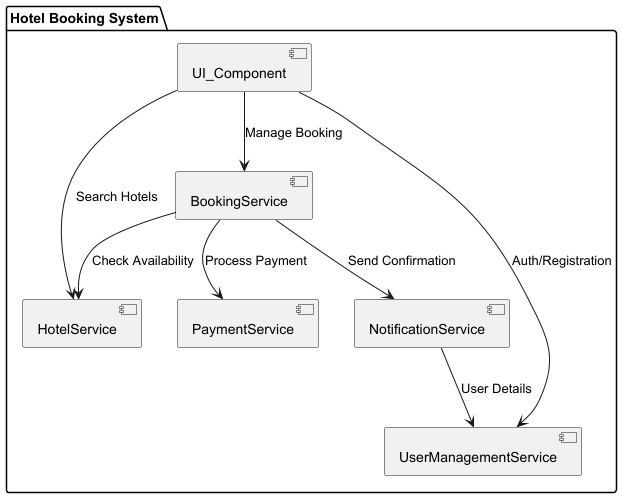 Hotel Booking System
UI_Component
Manage Booking
Search Hotels
BookingService
Check Availability
Process Payment
Send Confirmation
Auth/Registration
HotelService
PaymentService
NotificationService
User Details
UserManagementService